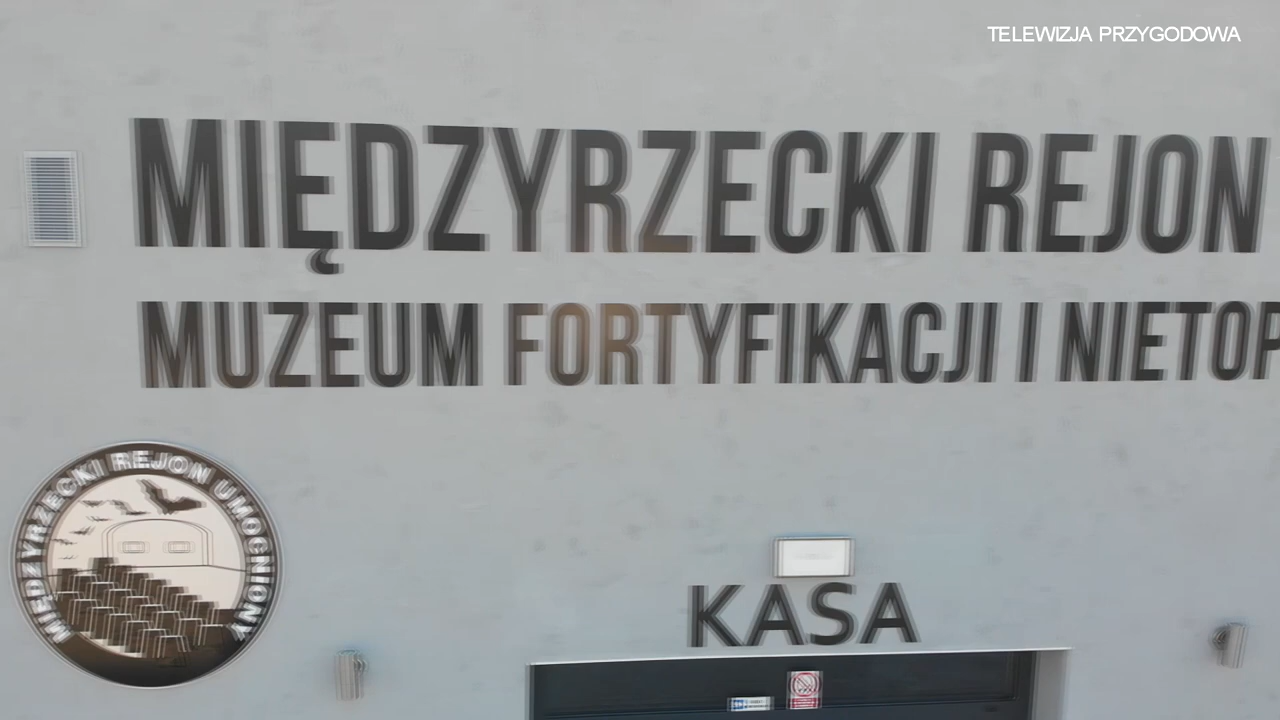 TELEWIZJA PRZYGODOWA
MIĘDZYRZECKI REJON
MUZEUM FORTYFIKACJI I NIETOP
MIĘDZYRZECKI REJON UMOCNIONY
KASA